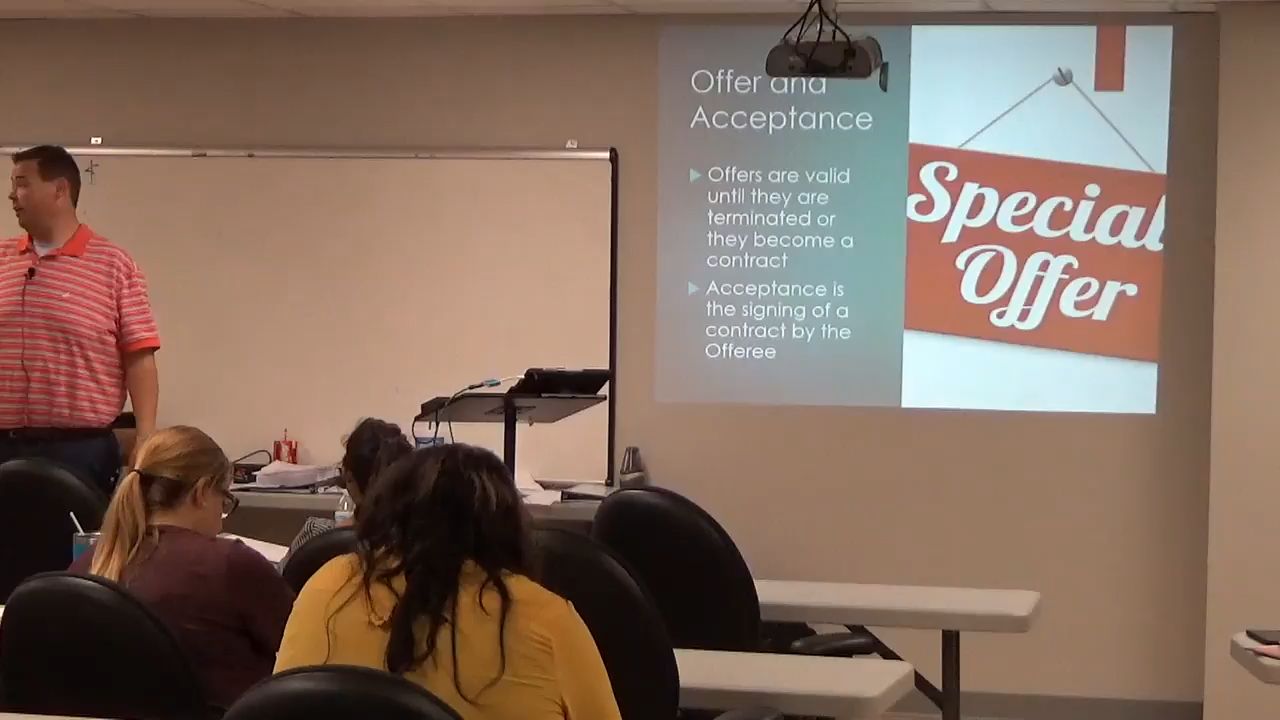 Offer and
Acceptance
Offers are valid
until they are
terminated or
they become a
contract
Acceptance is
the signing of a
contract by the
Offeree
Special
Offer